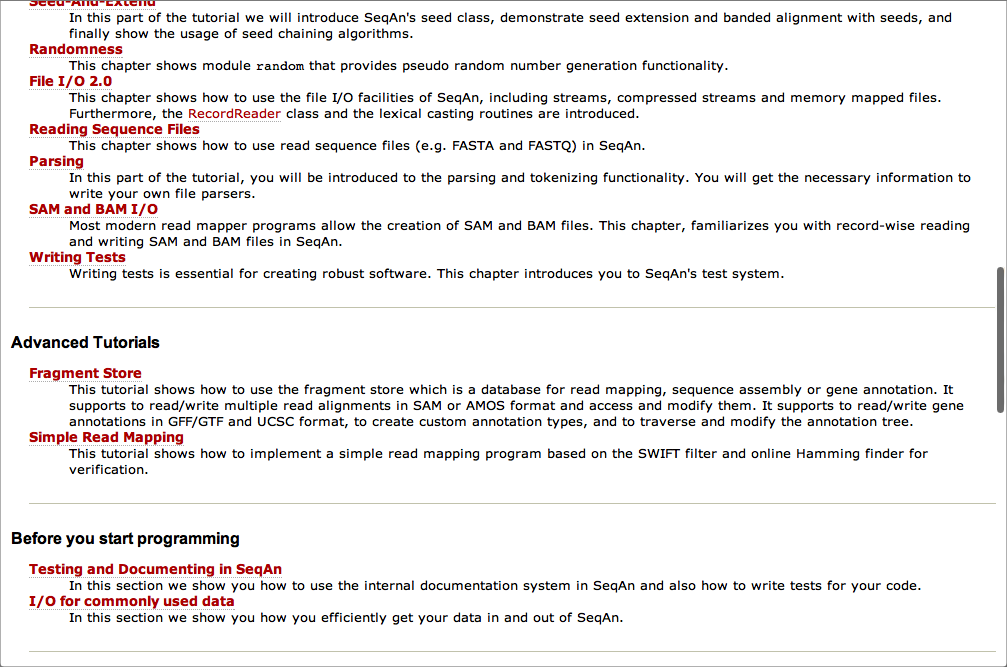 Seed-And-Extend
In this part of the tutorial we will introduce SeqAn's seed class, demonstrate seed extension and banded alignment with seeds, and
finally show the usage of seed chaining algorithms.
Randomness
This chapter shows module random that provides pseudo random number generation functionality.
File I/O 2.0
This chapter shows how to use the file I/O facilities of SeqAn, including streams, compressed streams and memory mapped files.
Furthermore, the RecordReader class and the lexical casting routines are introduced.
Reading Sequence Files
This chapter shows how to use read sequence files (e.g. FASTA and FASTQ) in SeqAn.
Parsing
In this part of the tutorial, you will be introduced to the parsing and tokenizing functionality. You will get the necessary information to
write your own file parsers.
SAM and BAM I/O
Most modern read mapper programs allow the creation of SAM and BAM files. This chapter, familiarizes you with record-wise reading
and writing SAM and BAM files in SeqAn.
Writing Tests
Writing tests is essential for creating robust software. This chapter introduces you to SeqAn's test system.
Advanced Tutorials
Fragment Store
This tutorial shows how to use the fragment store which is a database for read mapping, sequence assembly or gene annotation. It
supports to read/write multiple read alignments in SAM or AMOS format and access and modify them. It supports to read/write gene
annotations in GFF/GTF and UCSC format, to create custom annotation types, and to traverse and modify the annotation tree.
Simple Read Mapping
This tutorial shows how to implement a simple read mapping program based on the SWIFT filter and online Hamming finder for
verification.
Before you start programming
Testing and Documenting in SeqAn
In this section we show you how to use the internal documentation system in SeqAn and also how to write tests for your code.
I/O for commonly used data
In this section we show you how you efficiently get your data in and out of SeqAn.